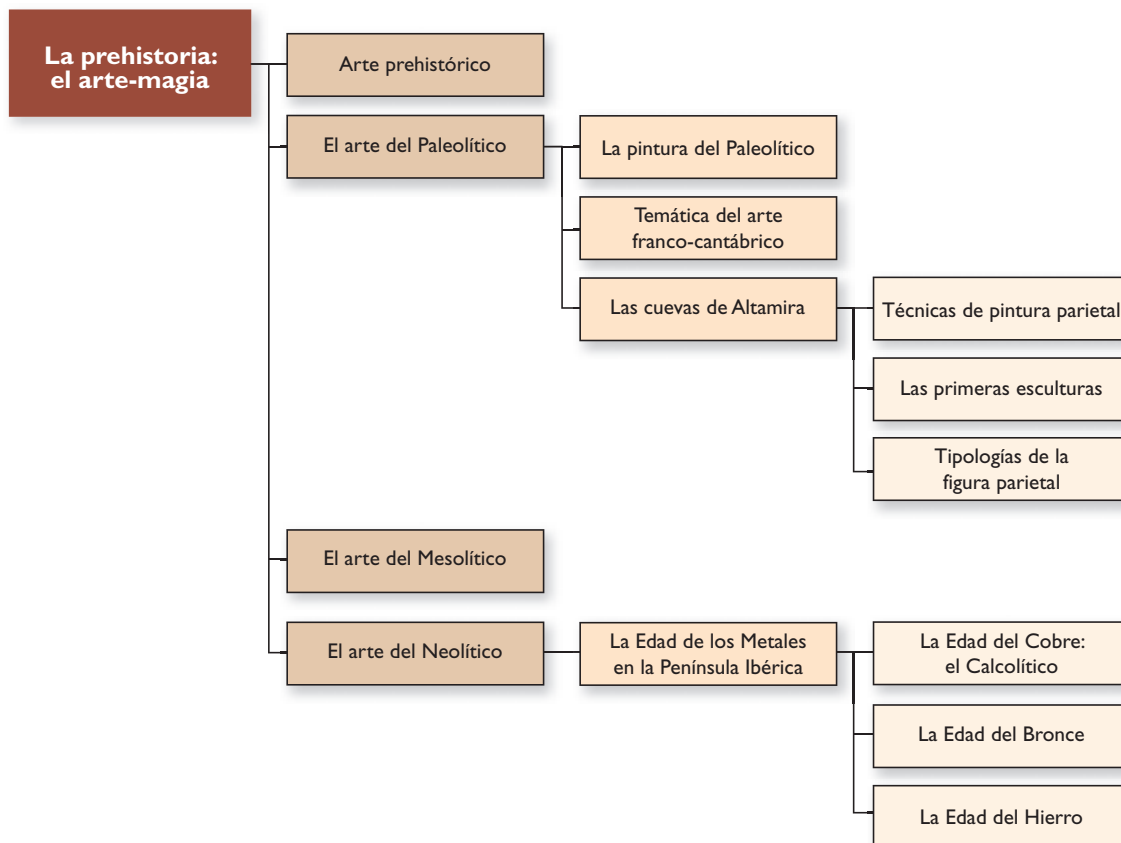 La prehistoria:
el arte-magia
Arte prehistórico
El arte del Paleolítico
La pintura del Paleolítico
Temática del arte
franco-cantábrico
Las cuevas de Altamira
Técnicas de pintura parietal
Las primeras esculturas
Tipologías de la
figura parietal
El arte del Mesolítico
El arte del Neolítico
La Edad de los Metales
en la Península Ibérica
La Edad del Cobre:
el Calcolítico
La Edad del Bronce
La Edad del Hierro